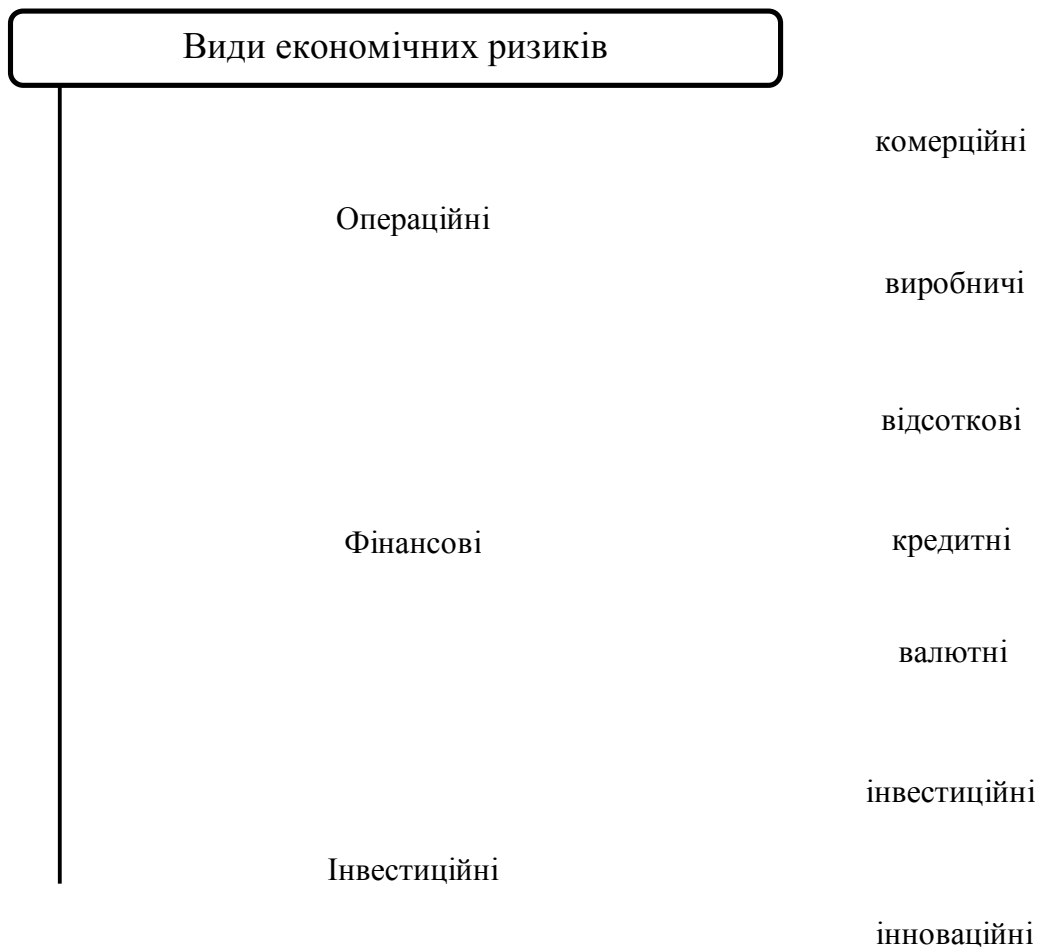 Види економічних ризиків
комерційні
Операційні
виробничі
відсоткові
Фінансові
кредитні
валютні
інвестиційні
Інвестиційні
інноваційні